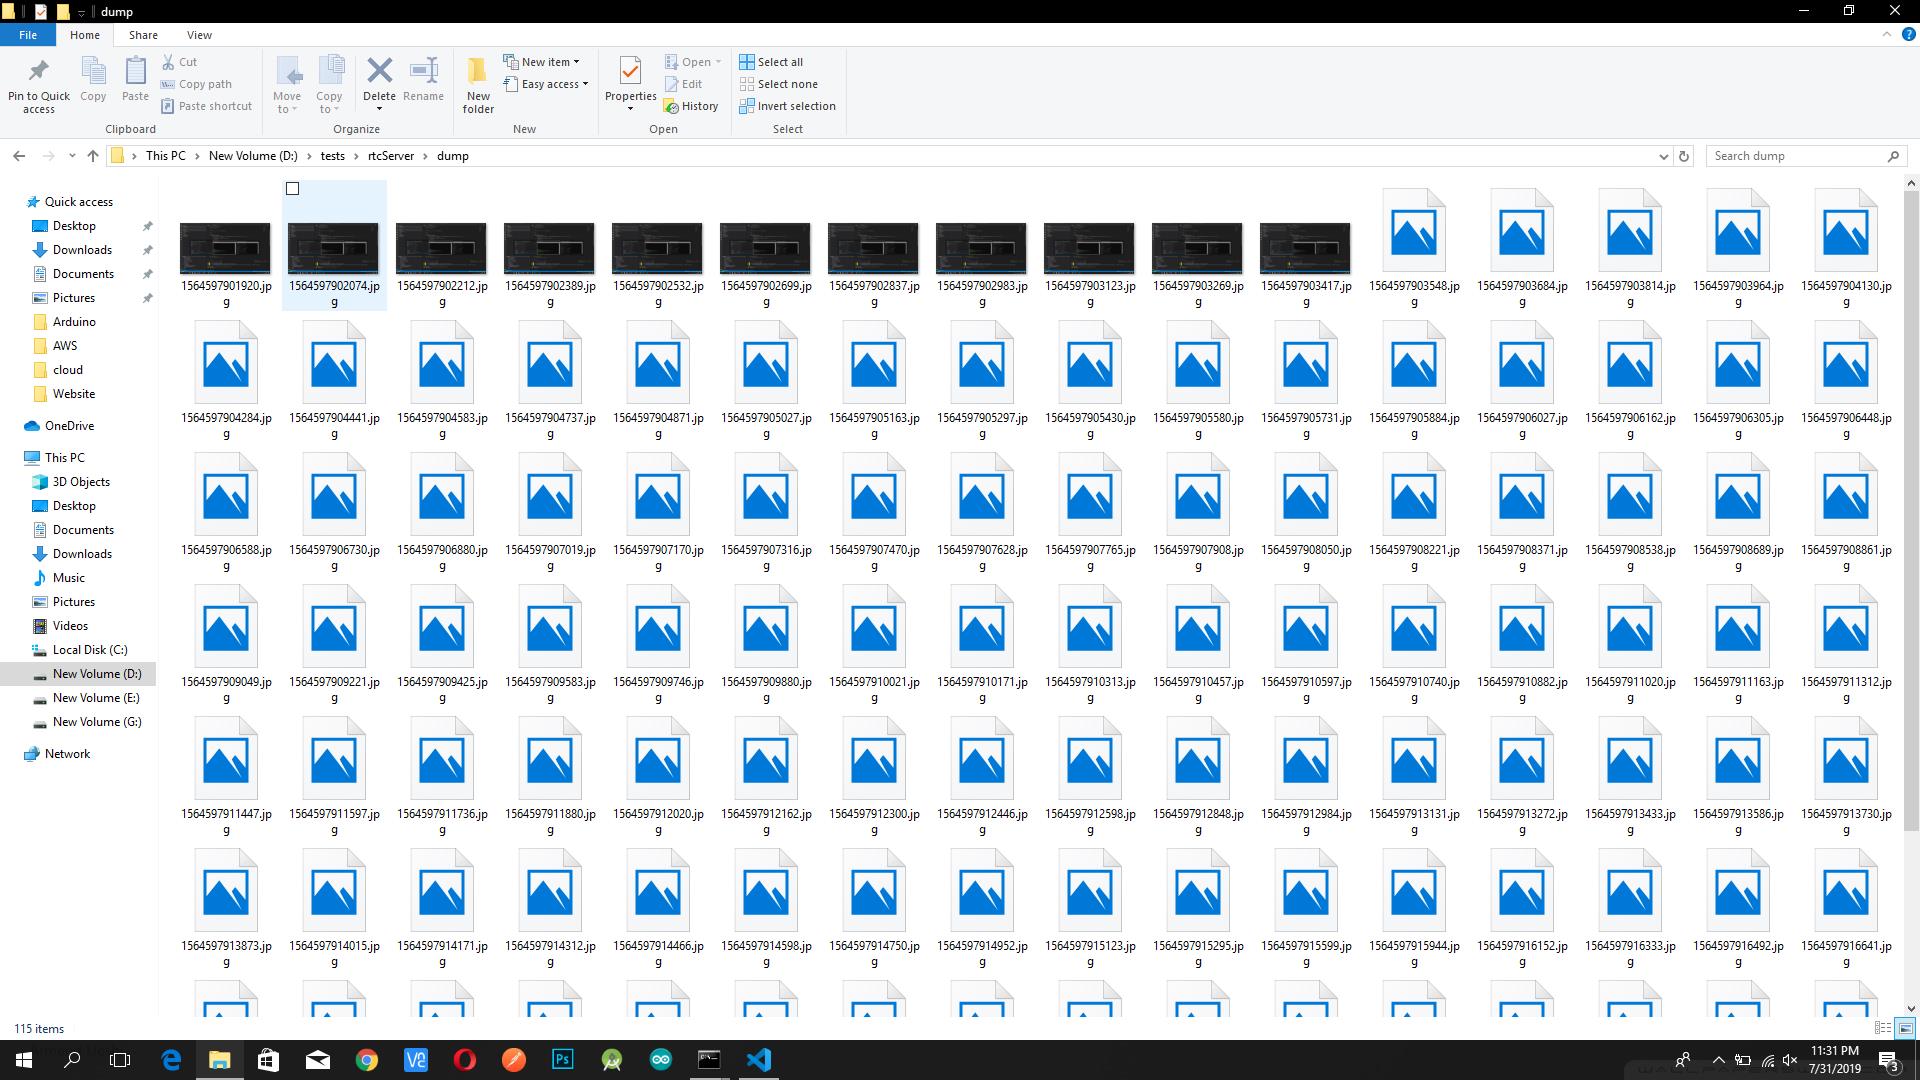 dump
File Home Share View
Pin to Quick access
Copy
Paste
Cut
Copy path
Paste shortcut
Clipboard
Move to
Copy to
Delete
Rename
Organize
New folder
New item
Easy access
New
Properties
Open
Edit
History
Open
Select all
Select none
Invert selection
Select
This PC > New Volume (D:) > tests > rtcServer > dump
Search dump
Quick access
Desktop
Downloads
Documents
Pictures
Arduino
AWS
cloud
Website
OneDrive
This PC
3D Objects
Desktop
Documents
Downloads
Music
Pictures
Videos
Local Disk (C:)
New Volume (D:)
New Volume (E:)
New Volume (G:)
Network
1564597901920.jpg 1564597902074.jpg 1564597902212.jpg 1564597902389.jpg 1564597902532.jpg 1564597902699.jpg 1564597902837.jpg 1564597902983.jpg 1564597903123.jpg 1564597903269.jpg 1564597903417.jpg 1564597903548.jpg 1564597903684.jpg 1564597903814.jpg 1564597903964.jpg 1564597904130.jpg
1564597904284.jpg 1564597904441.jpg 1564597904583.jpg 1564597904737.jpg 1564597904871.jpg 1564597905027.jpg 1564597905163.jpg 1564597905297.jpg 1564597905430.jpg 1564597905580.jpg 1564597905731.jpg 1564597905884.jpg 1564597906027.jpg 1564597906162.jpg 1564597906305.jpg 1564597906448.jpg
1564597906588.jpg 1564597906730.jpg 1564597906880.jpg 1564597907019.jpg 1564597907170.jpg 1564597907316.jpg 1564597907470.jpg 1564597907628.jpg 1564597907765.jpg 1564597907908.jpg 1564597908050.jpg 1564597908221.jpg 1564597908371.jpg 1564597908538.jpg 1564597908689.jpg 1564597908861.jpg
1564597909049.jpg 1564597909221.jpg 1564597909425.jpg 1564597909583.jpg 1564597909746.jpg 1564597909880.jpg 1564597910021.jpg 1564597910171.jpg 1564597910313.jpg 1564597910457.jpg 1564597910597.jpg 1564597910740.jpg 1564597910882.jpg 1564597911020.jpg 1564597911163.jpg 1564597911312.jpg
1564597911447.jpg 1564597911597.jpg 1564597911736.jpg 1564597911880.jpg 1564597912020.jpg 1564597912162.jpg 1564597912300.jpg 1564597912446.jpg 1564597912598.jpg 1564597912848.jpg 1564597912984.jpg 1564597913131.jpg 1564597913272.jpg 1564597913433.jpg 1564597913586.jpg 1564597913730.jpg
1564597913873.jpg 1564597914015.jpg 1564597914171.jpg 1564597914312.jpg 1564597914466.jpg 1564597914598.jpg 1564597914750.jpg 1564597914952.jpg 1564597915123.jpg 1564597915295.jpg 1564597915599.jpg 1564597915944.jpg 1564597916152.jpg 1564597916333.jpg 1564597916492.jpg 1564597916641.jpg
115 items
Ps
11:31 PM
7/31/2019
3